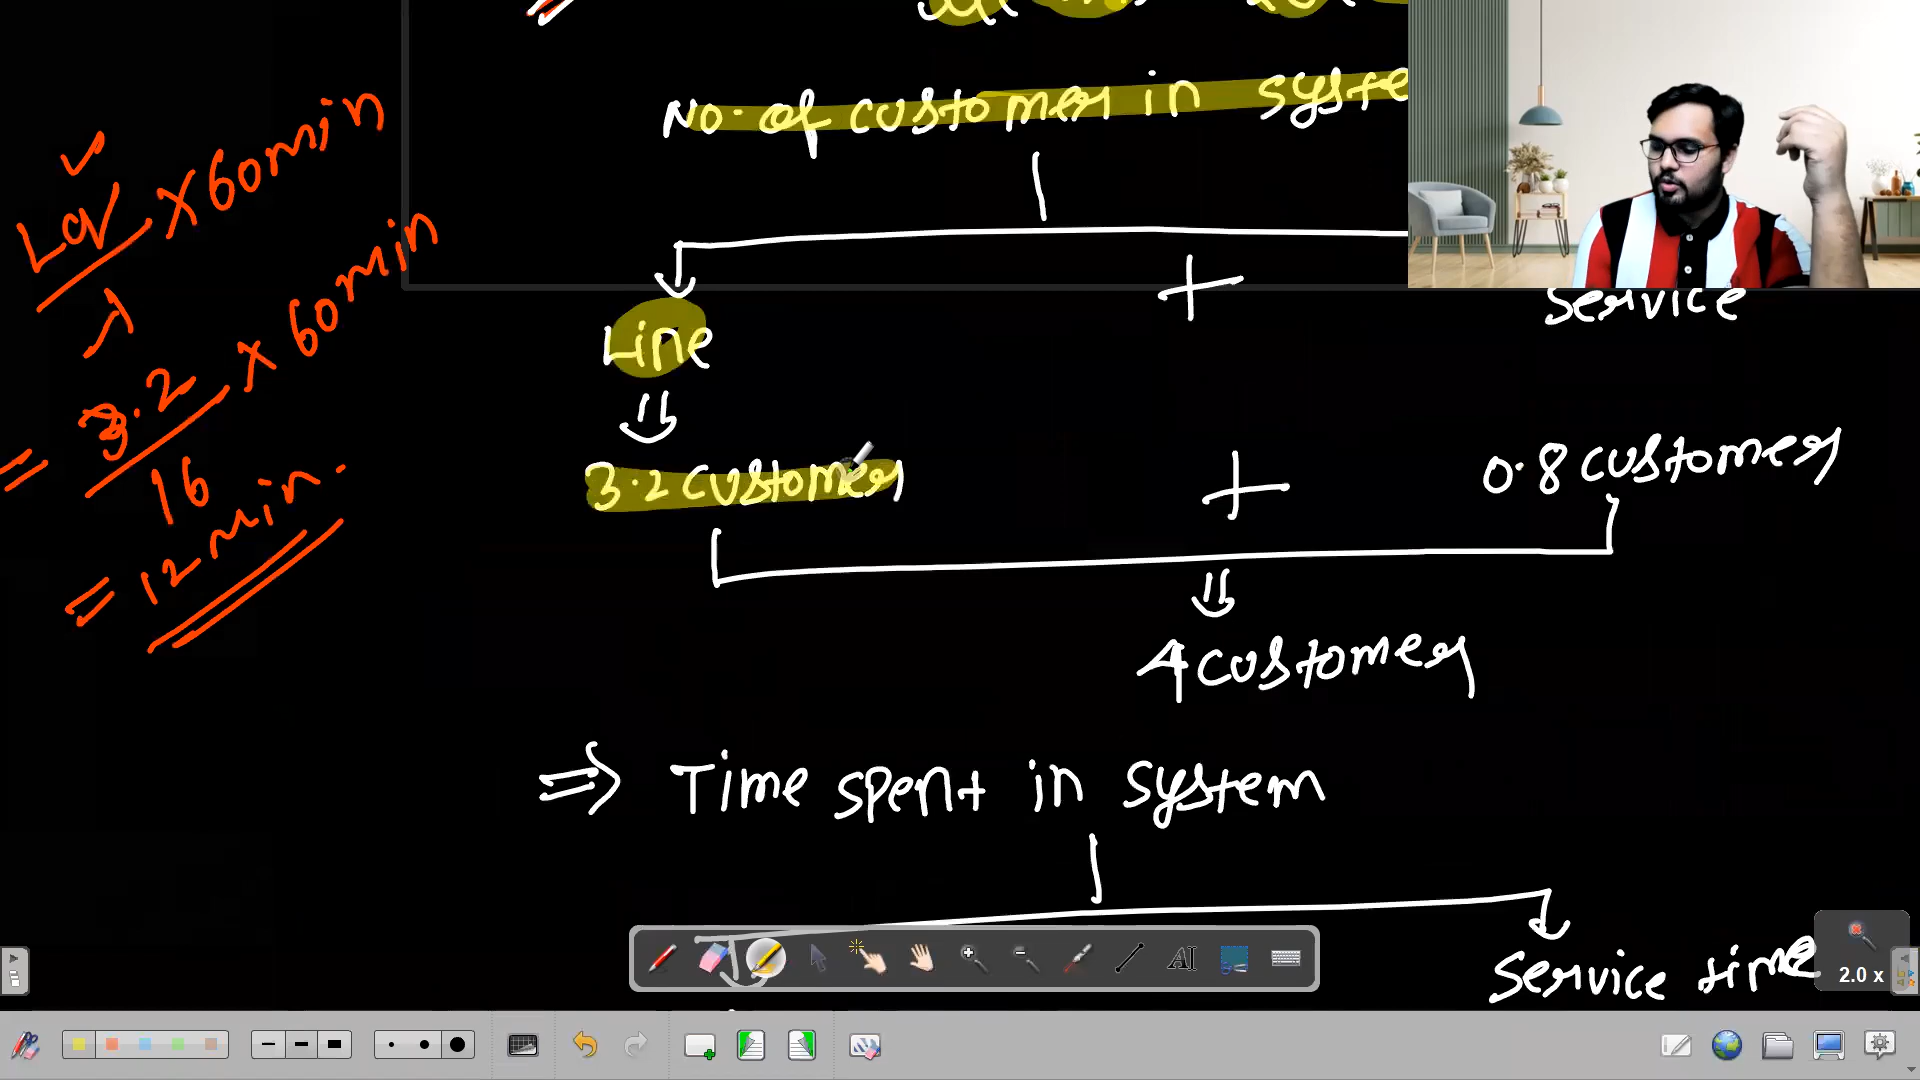 No. of customer in syste
Lq/λ × 60min
Line + Service
= 3.2/16 × 60min
3.2 customer + 0.8 customer
= 12 min.
4 customer
⇒ Time spent in system
Service time
2.0 x